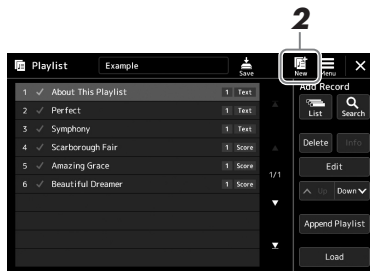 2
Playlist Example Save New Menu
1 About This Playlist 1 Text
2 Perfect 1 Text
3 Symphony 1 Text
4 Scarborough Fair 1 Score
5 Amazing Grace 1 Score
6 Beautiful Dreamer 1 Score
1/1
Add Record
List Search
Delete Info
Edit
Up Down
Append Playlist
Load